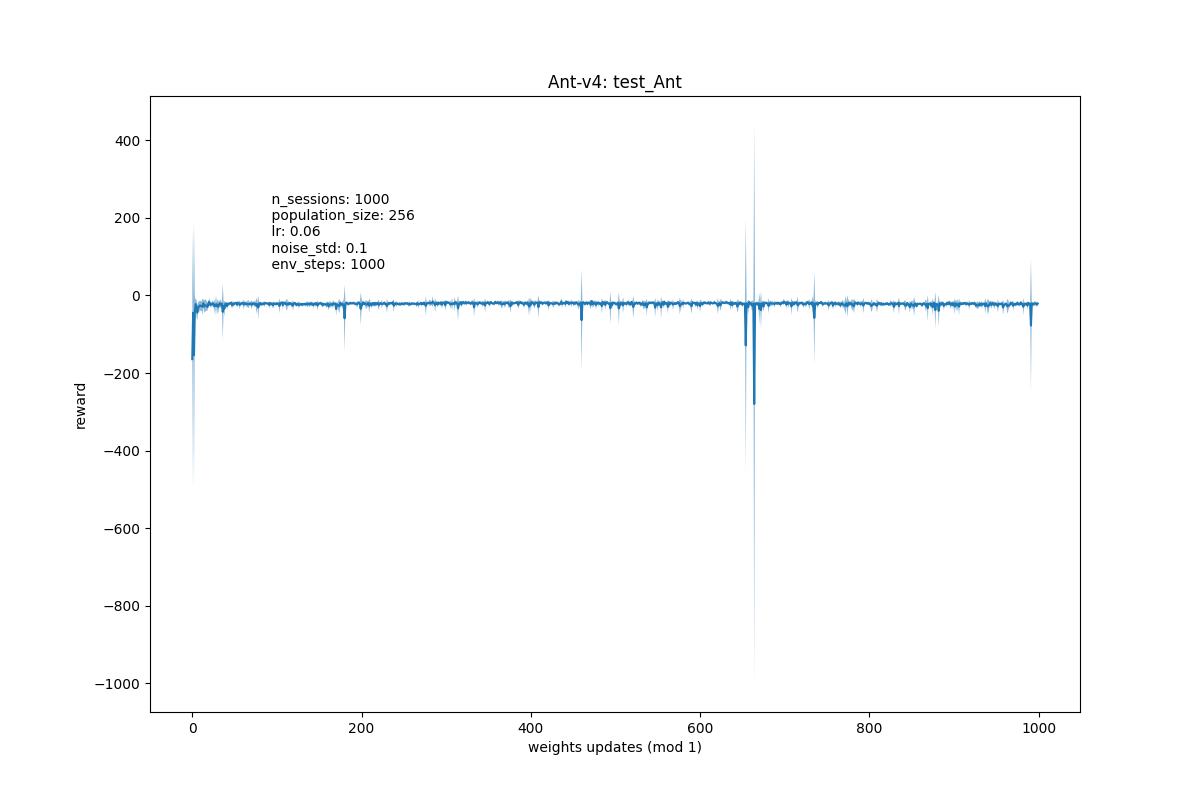 Ant-v4: test_Ant
400
n_sessions: 1000
population_size: 256
lr: 0.06
noise_std: 0.1
env_steps: 1000
200
0
−200
−400
−600
−800
−1000
reward
0 200 400 600 800 1000
weights updates (mod 1)